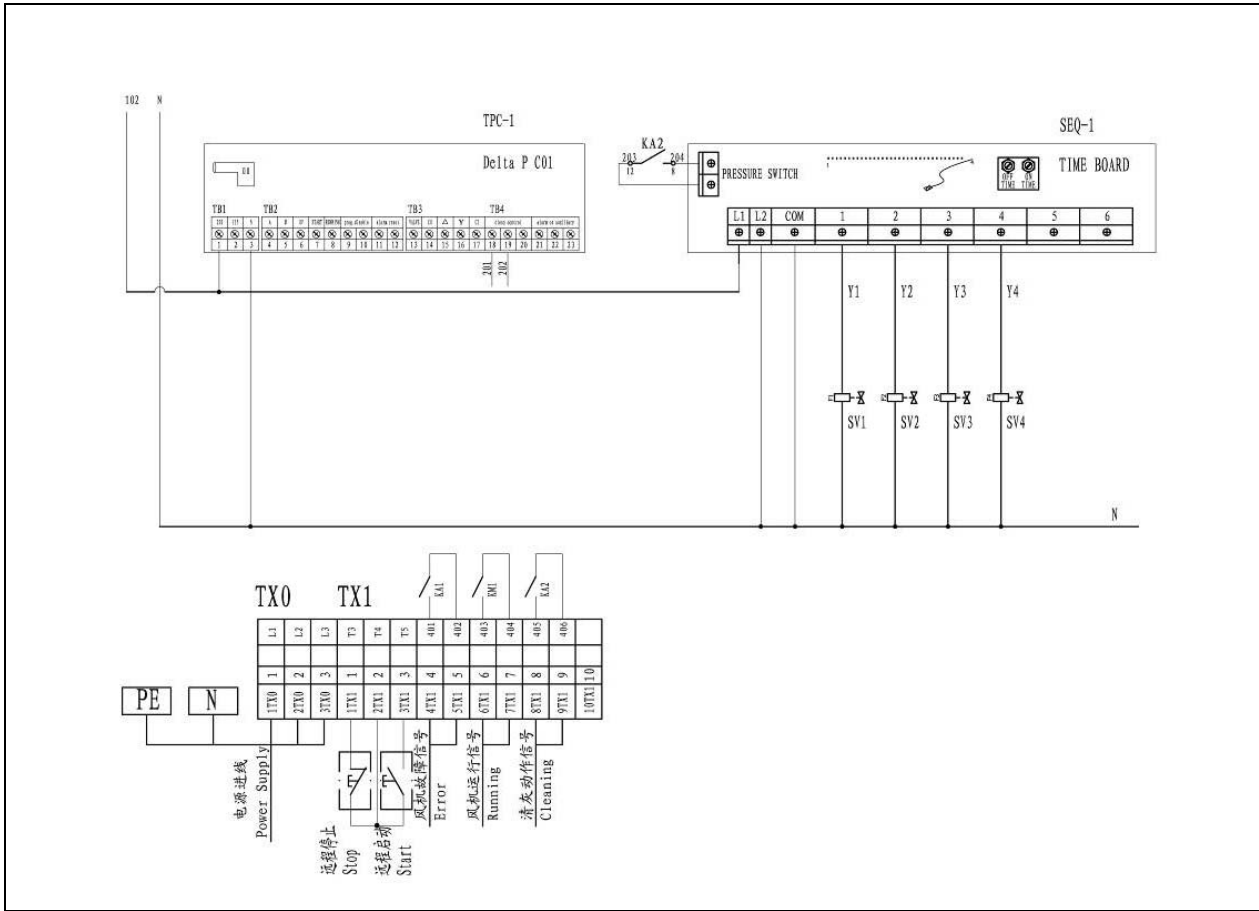 102 N
TPC-1
SEQ-1
KA2
203 204
12 8
Delta P C01
PRESSURE SWITCH
OFF TIME
ON TIME
TIME BOARD
TB1 TB2 TB3 TB4
L1 L2 COM 1 2 3 4 5 6
115 A START VALVE alarm reset clean control
1 2 3 4 5 6 7 8 9 10 11 12 13 14 15 16 17 18 19 20 21 22 23
201 202
Y1 Y2 Y3 Y4
SV1 SV2 SV3 SV4
N
KA1 KM1 KA2
TX0 TX1
L1 L2 L3 T3 T4 T5 401 402 403 404 405 406
1 2 3 1 2 3 4 5 6 7 8 9 10
1TX0 2TX0 3TX0 1TX1 2TX1 3TX1 4TX1 5TX1 6TX1 7TX1 8TX1 9TX1 10TX1
PE N
电源进线
Power Supply
远程停止
Stop
远程启动
Start
风机故障信号
Error
风机运行信号
Running
清灰动作信号
Cleaning